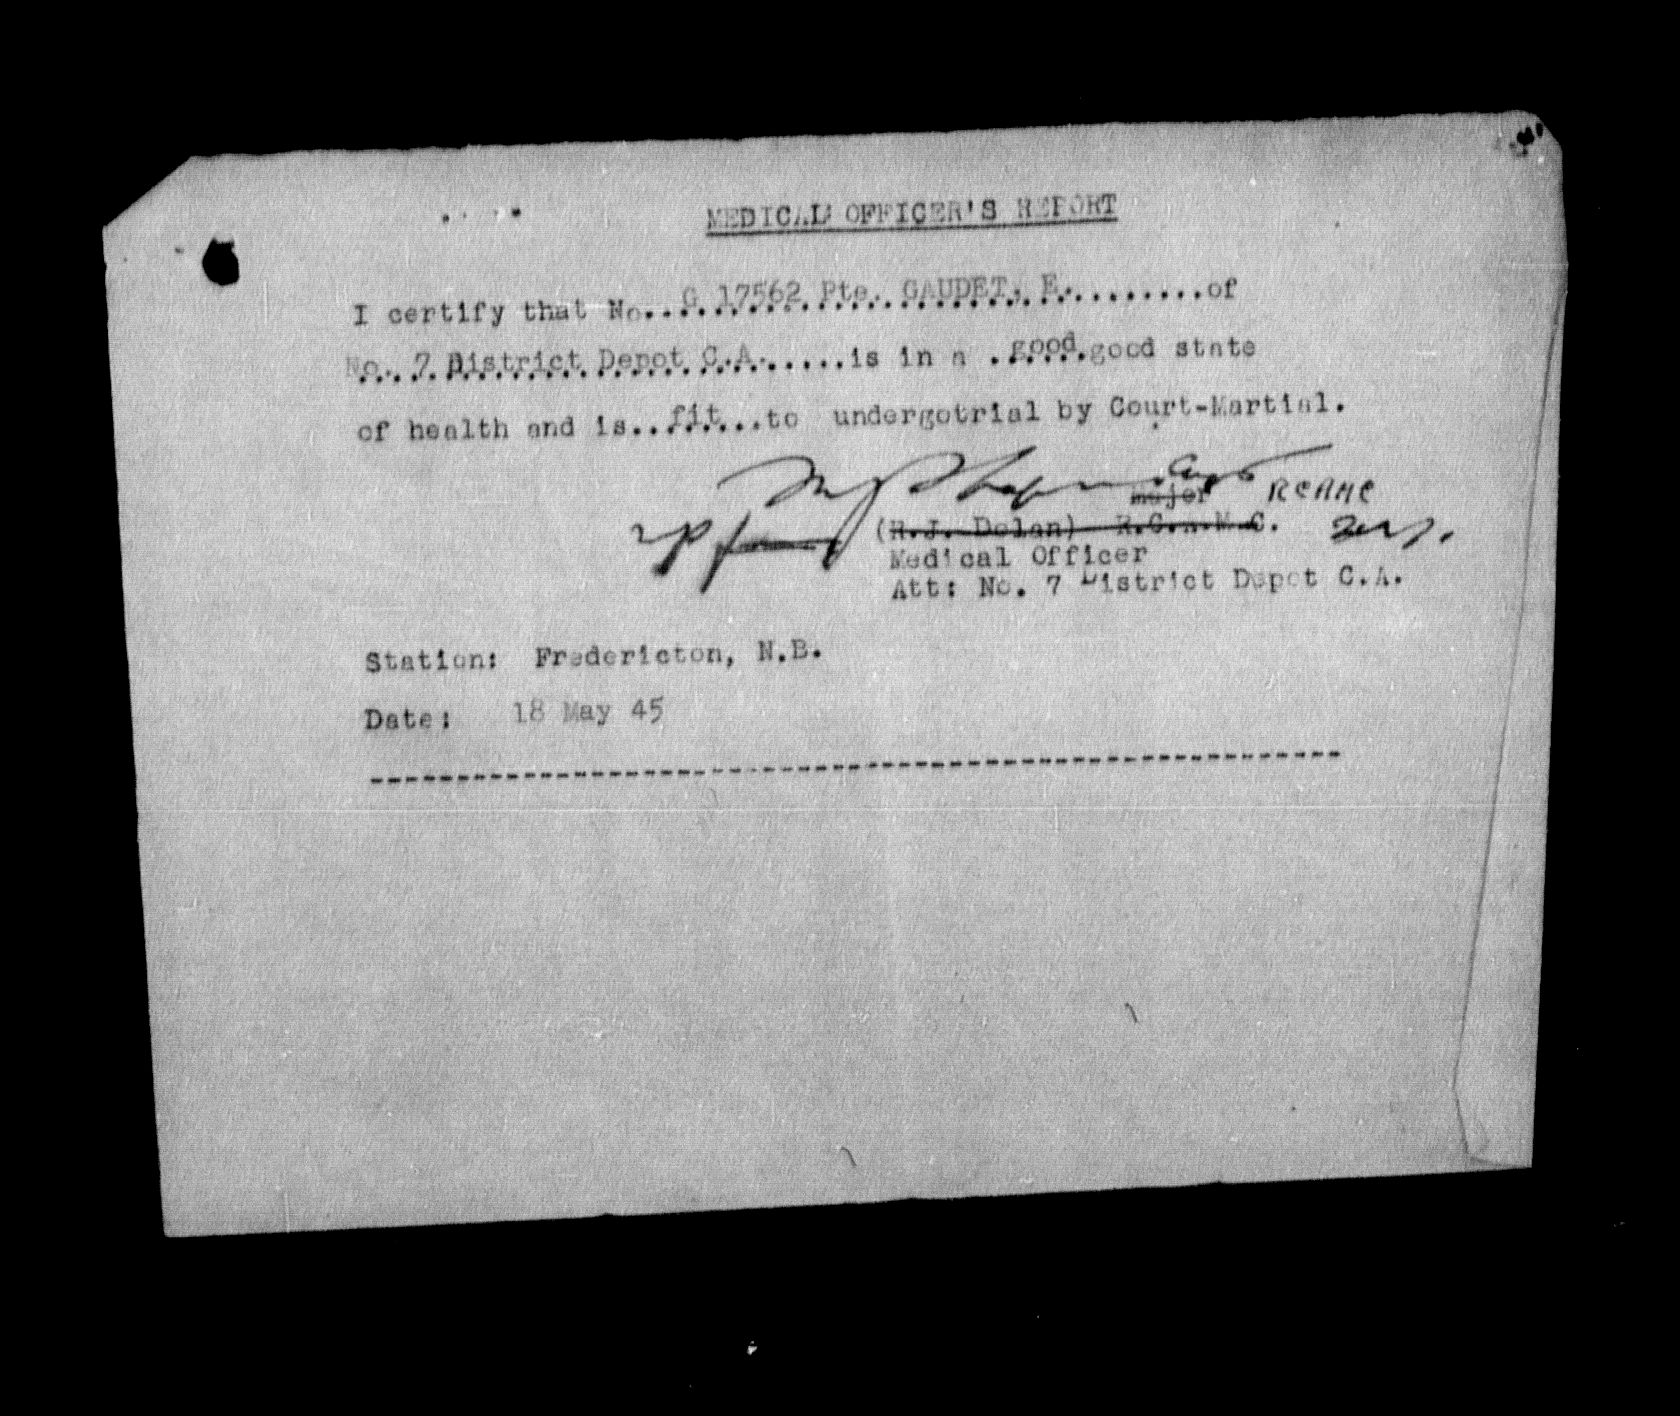 MEDICAL OFFICER'S REPORT
I certify that No..G 17562 Pte. GAUDET, E.........of
No. 7 District Depot C.A......is in a .good.good state
of health and is..fit...to undergotrial by Court-Martial.
Major RCAMC
(R.J. Dolan) R.C.A.M.C.
Medical Officer
Att: No. 7 District Depot C.A.
Station: Fredericton, N.B.
Date: 18 May 45